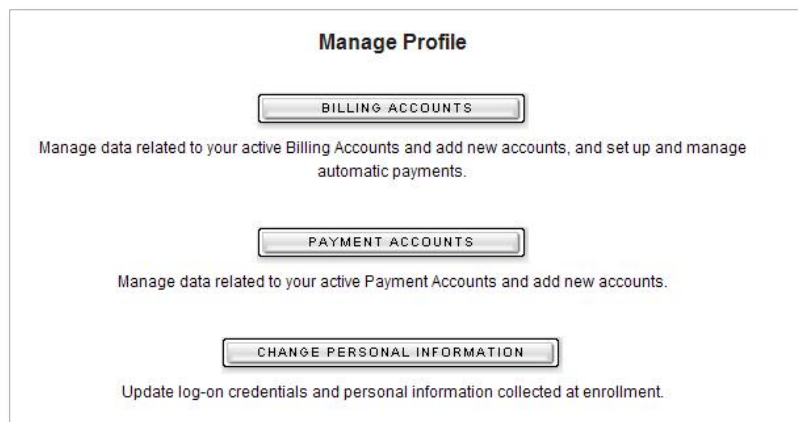 Manage Profile
BILLING ACCOUNTS
Manage data related to your active Billing Accounts and add new accounts, and set up and manage
automatic payments.
PAYMENT ACCOUNTS
Manage data related to your active Payment Accounts and add new accounts.
CHANGE PERSONAL INFORMATION
Update log-on credentials and personal information collected at enrollment.